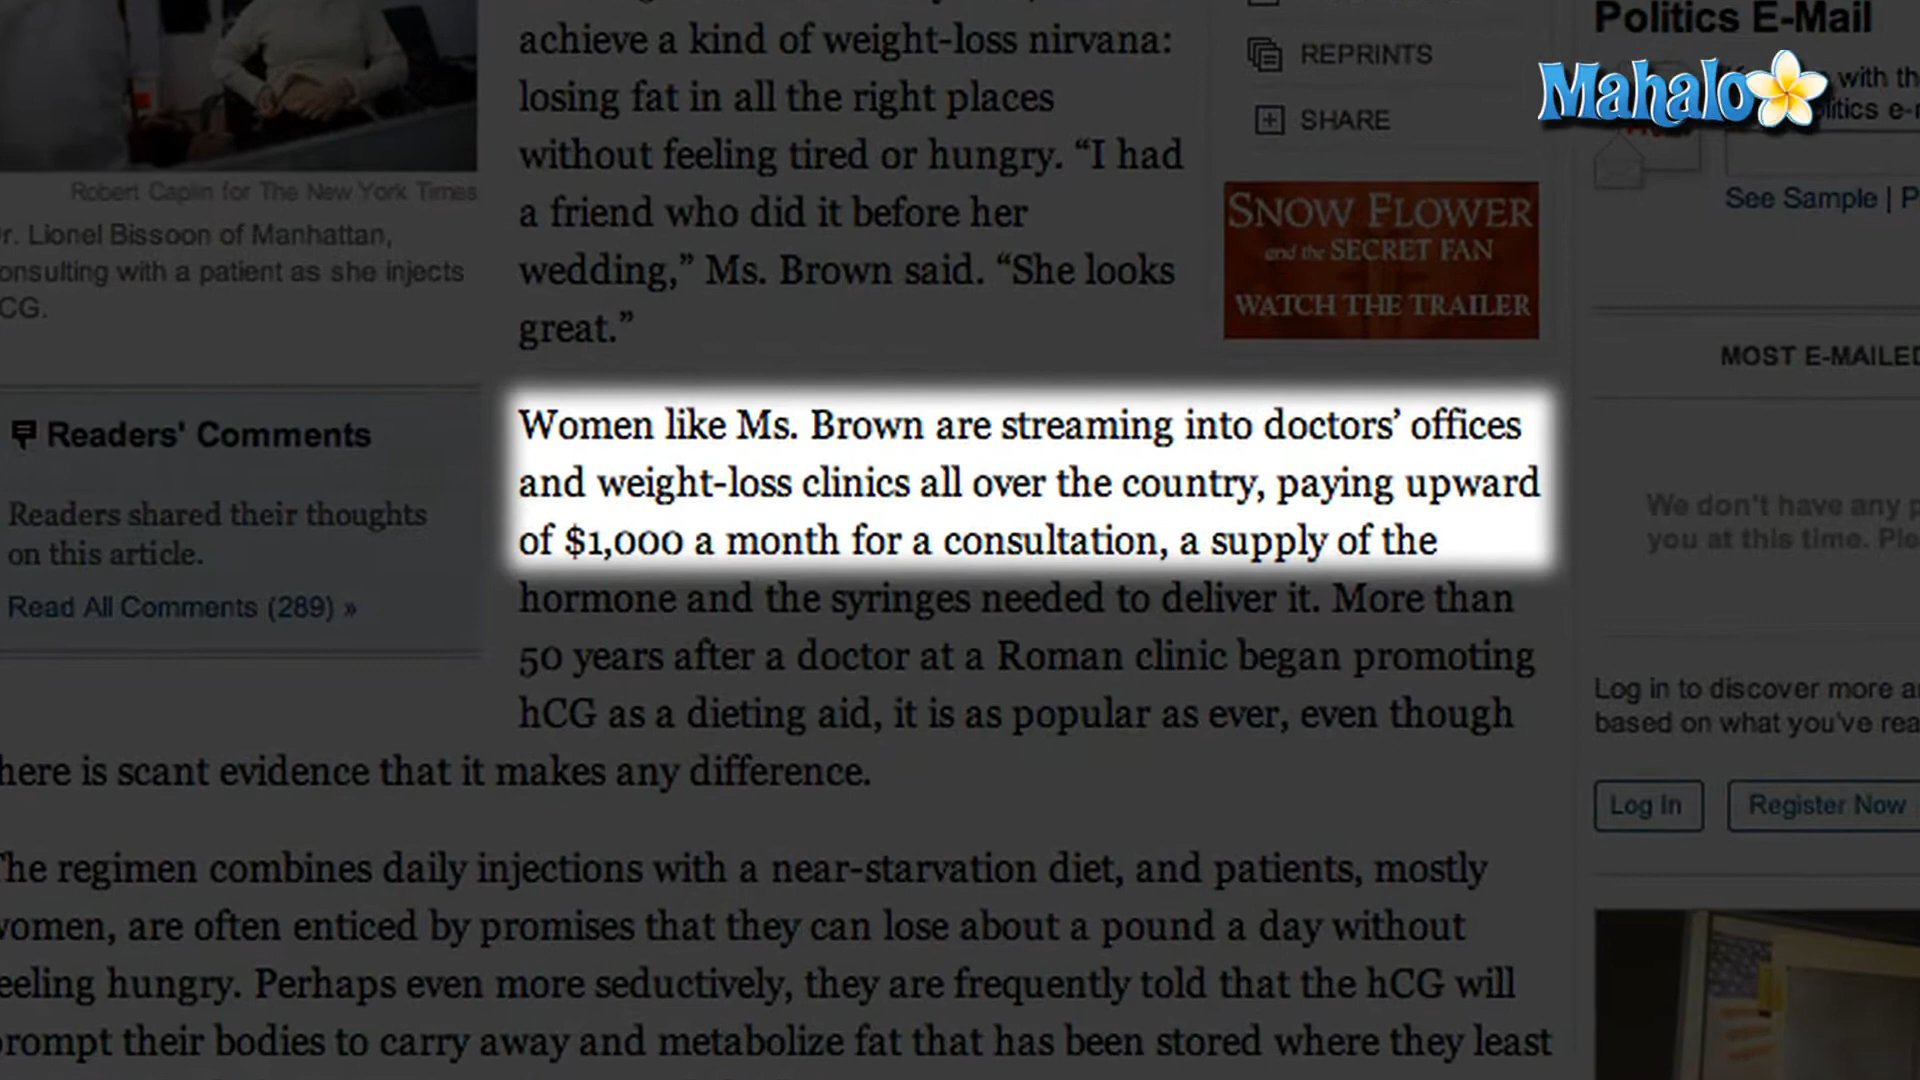 achieve a kind of weight-loss nirvana:
losing fat in all the right places
without feeling tired or hungry. “I had
a friend who did it before her
wedding,” Ms. Brown said. “She looks
great.”
Women like Ms. Brown are streaming into doctors’ offices
and weight-loss clinics all over the country, paying upward
of $1,000 a month for a consultation, a supply of the
hormone and the syringes needed to deliver it. More than
50 years after a doctor at a Roman clinic began promoting
hCG as a dieting aid, it is as popular as ever, even though
here is scant evidence that it makes any difference.
The regimen combines daily injections with a near-starvation diet, and patients, mostly
women, are often enticed by promises that they can lose about a pound a day without
eeling hungry. Perhaps even more seductively, they are frequently told that the hCG will
prompt their bodies to carry away and metabolize fat that has been stored where they least
Robert Caplin for The New York Times
r. Lionel Bissoon of Manhattan,
onsulting with a patient as she injects
CG.
Readers' Comments
Readers shared their thoughts
on this article.
Read All Comments (289) »
REPRINTS
SHARE
SNOW FLOWER
and the SECRET FAN
WATCH THE TRAILER
Politics E-Mail
Mahalo
with th
litics e-
See Sample | P
MOST E-MAILED
We don't have any p
you at this time. Ple
Log in to discover more a
based on what you've rea
Log In
Register Now